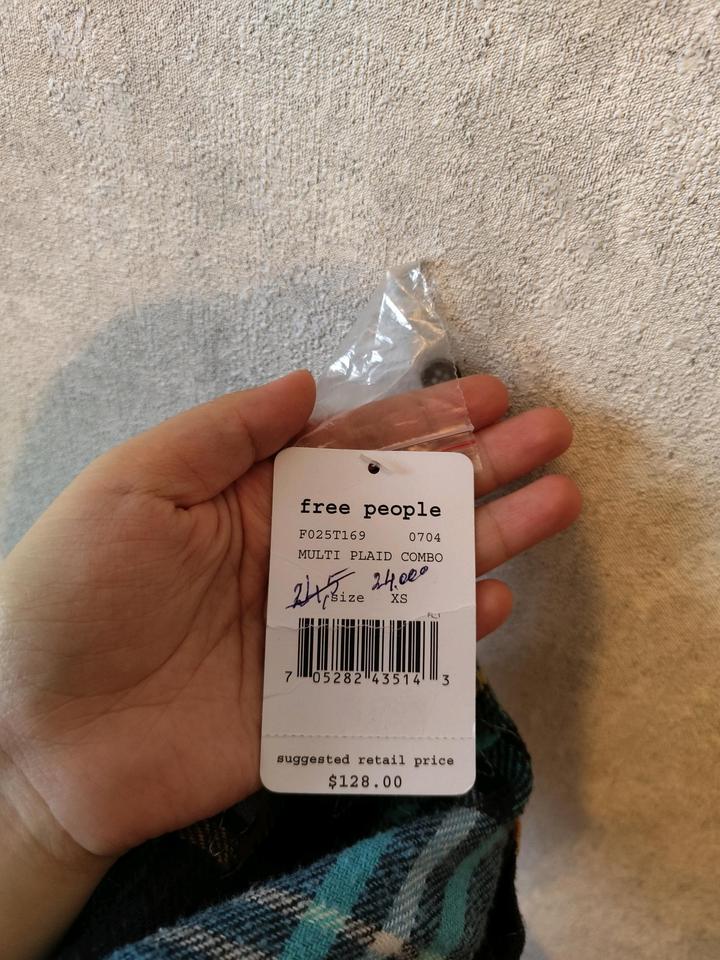 free people
F025T169 0704
MULTI PLAID COMBO
24.000
size XS
7 05282 43514 3
suggested retail price
$128.00